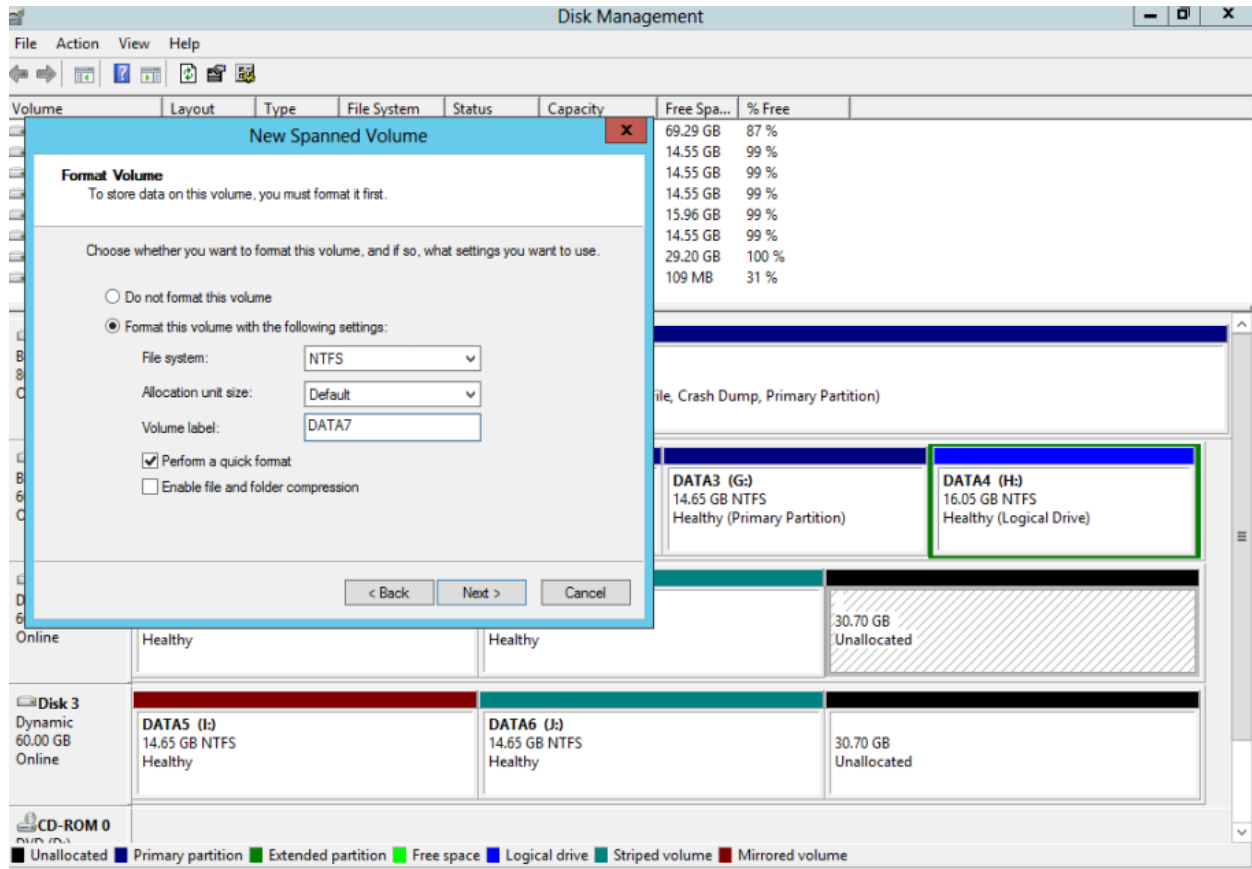 Disk Management
File Action View Help
Volume Layout Type File System Status Capacity Free Spa... % Free
69.29 GB 87 %
14.55 GB 99 %
14.55 GB 99 %
14.55 GB 99 %
15.96 GB 99 %
14.55 GB 99 %
29.20 GB 100 %
109 MB 31 %
New Spanned Volume
Format Volume
To store data on this volume, you must format it first.
Choose whether you want to format this volume, and if so, what settings you want to use.
Do not format this volume
Format this volume with the following settings:
File system: NTFS
Allocation unit size: Default
Volume label: DATA7
Perform a quick format
Enable file and folder compression
< Back Next > Cancel
ile, Crash Dump, Primary Partition)
DATA3 (G:)
14.65 GB NTFS
Healthy (Primary Partition)
DATA4 (H:)
16.05 GB NTFS
Healthy (Logical Drive)
Online
Healthy
Healthy
30.70 GB
Unallocated
Disk 3
Dynamic
60.00 GB
Online
DATA5 (I:)
14.65 GB NTFS
Healthy
DATA6 (J:)
14.65 GB NTFS
Healthy
30.70 GB
Unallocated
CD-ROM 0
Unallocated Primary partition Extended partition Free space Logical drive Striped volume Mirrored volume